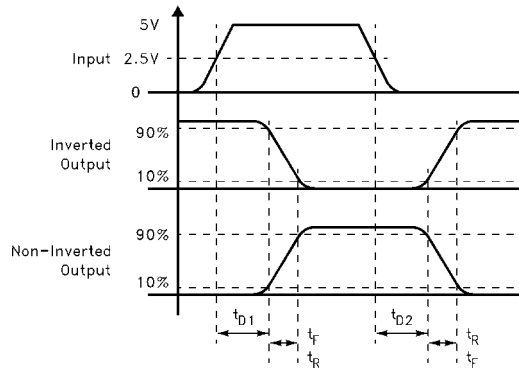 5V
Input
2.5V
0
90%
Inverted
Output
10%
90%
Non-Inverted
Output
10%
tD1
tF
tR
tD2
tR
tF